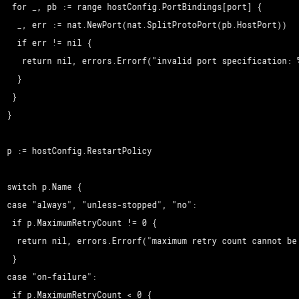 for _, pb := range hostConfig.PortBindings[port] {
_, err := nat.NewPort(nat.SplitProtoPort(pb.HostPort))
if err != nil {
return nil, errors.Errorf("invalid port specification:
}
}
}
p := hostConfig.RestartPolicy
switch p.Name {
case "always", "unless-stopped", "no":
if p.MaximumRetryCount != 0 {
return nil, errors.Errorf("maximum retry count cannot be
}
case "on-failure":
if p.MaximumRetryCount < 0 {